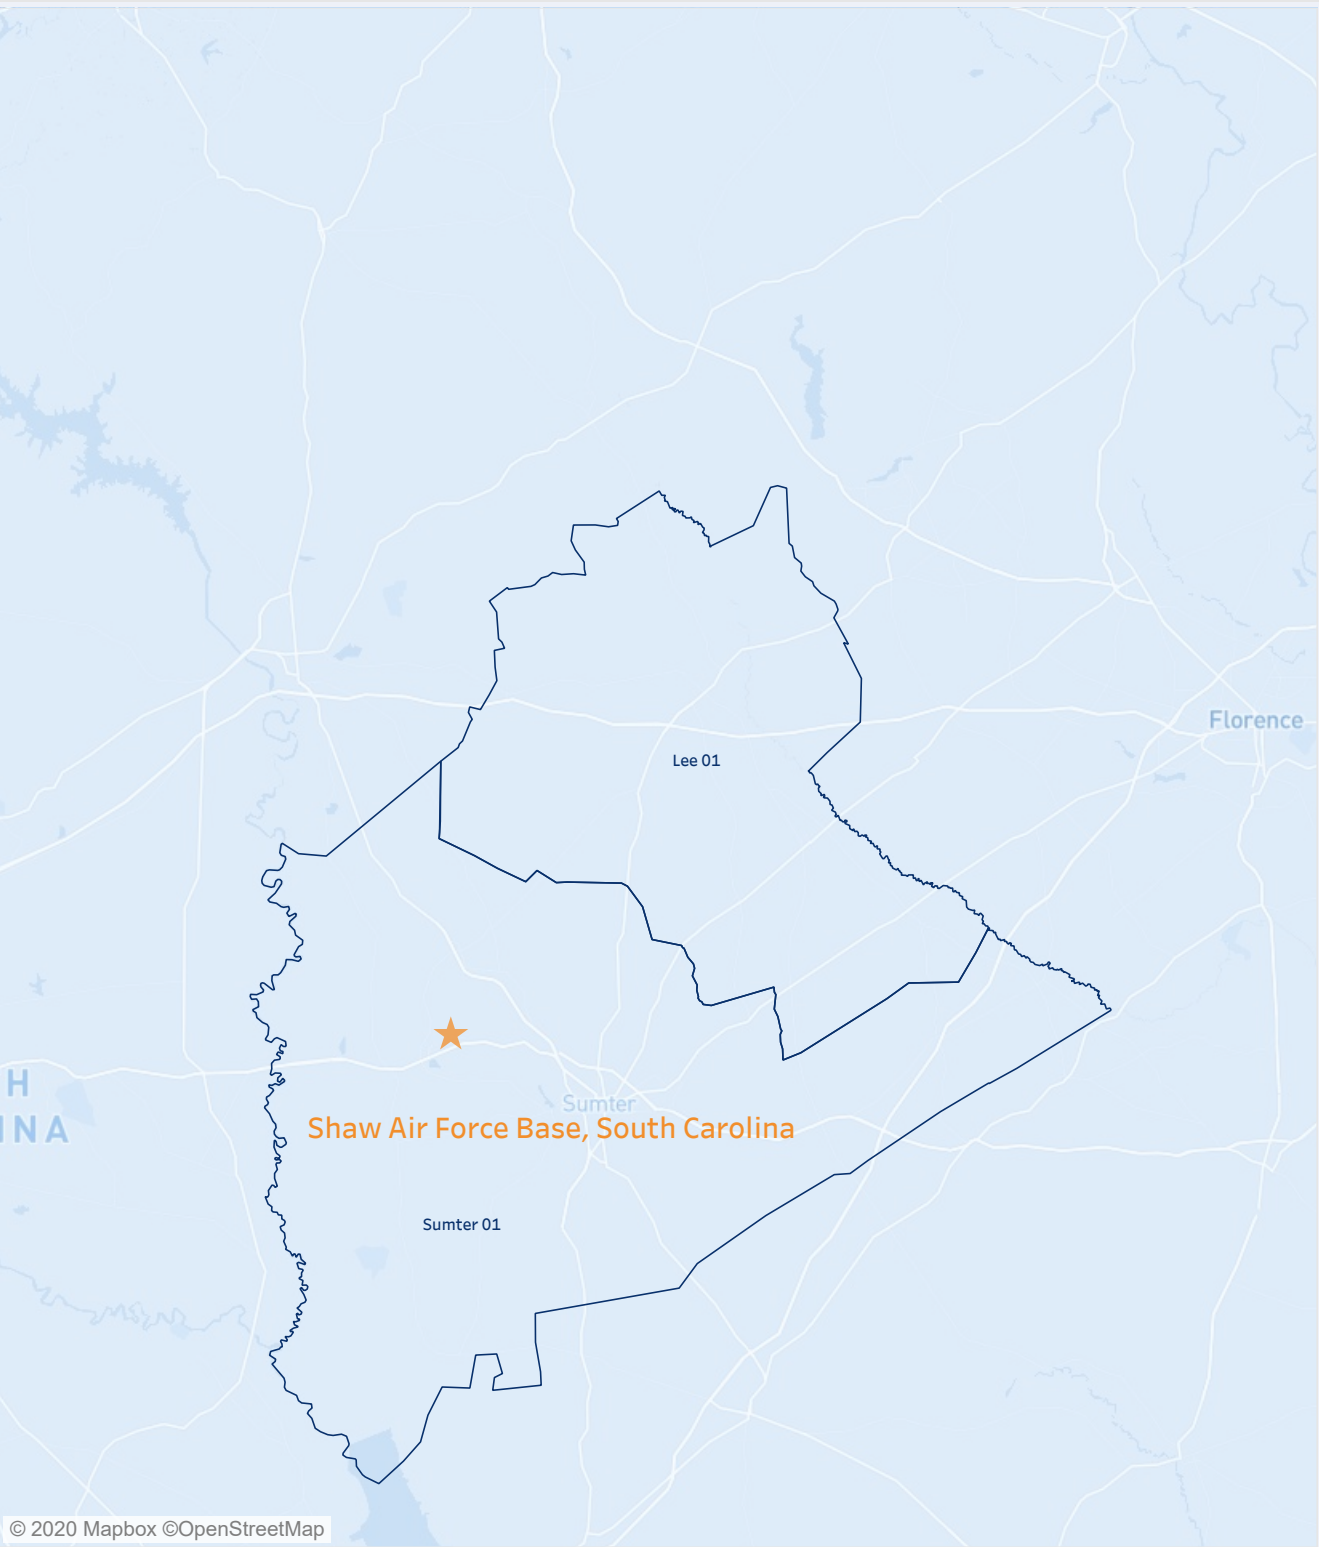 Florence
Lee 01
H
INA
Sumter
Shaw Air Force Base, South Carolina
Sumter 01
© 2020 Mapbox ©OpenStreetMap